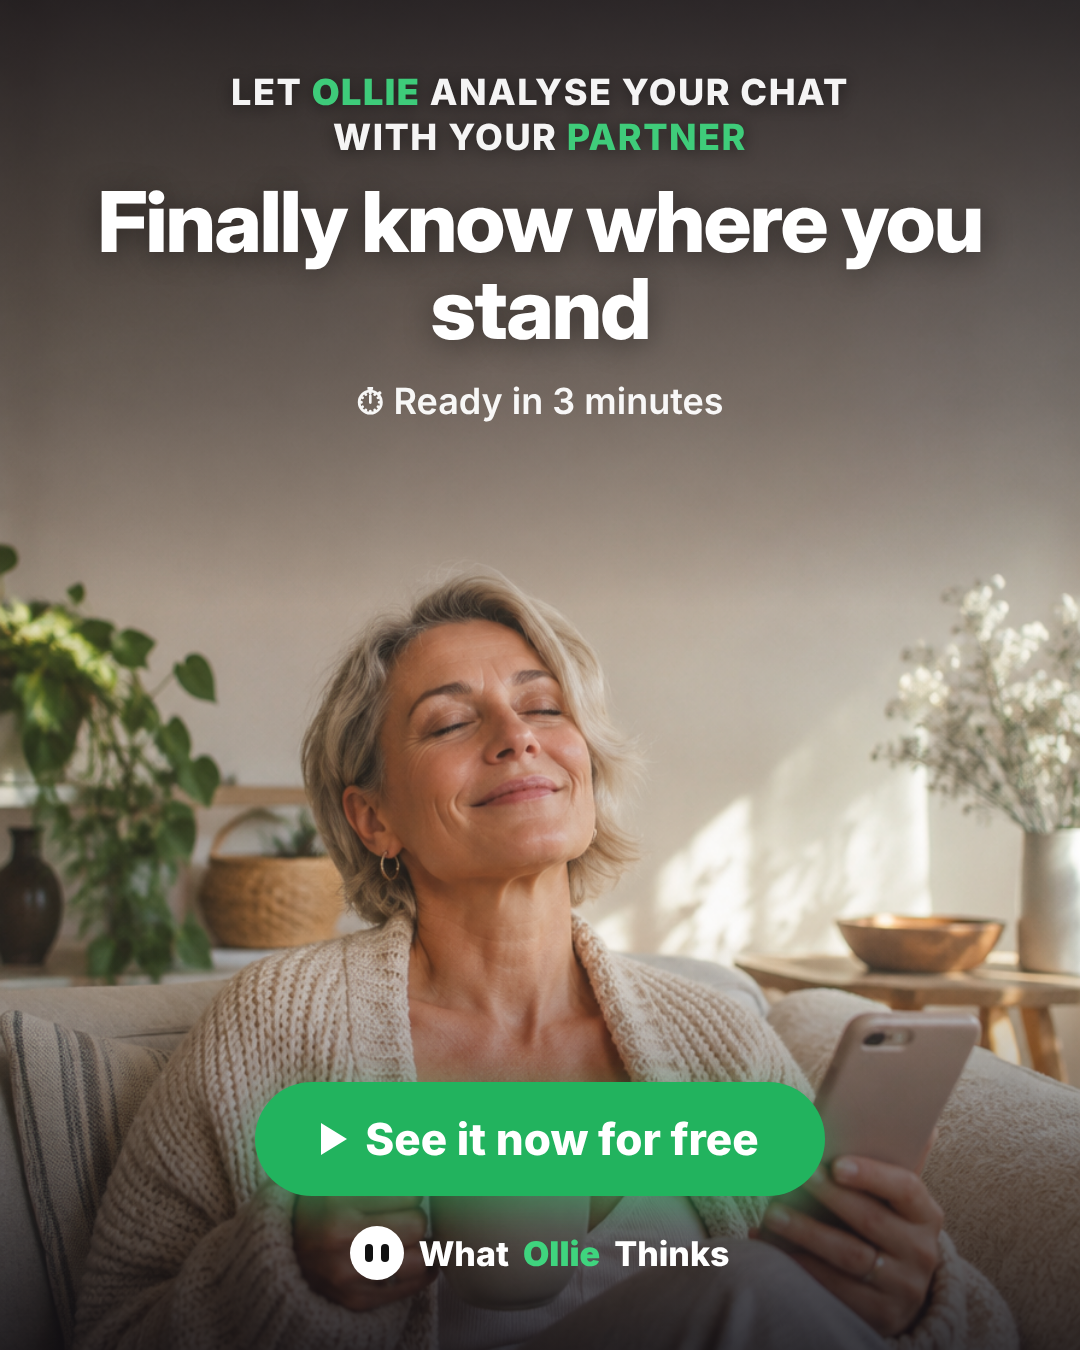 LET OLLIE ANALYSE YOUR CHAT
WITH YOUR PARTNER
Finally know where you
stand
⏱ Ready in 3 minutes
▶ See it now for free
What Ollie Thinks